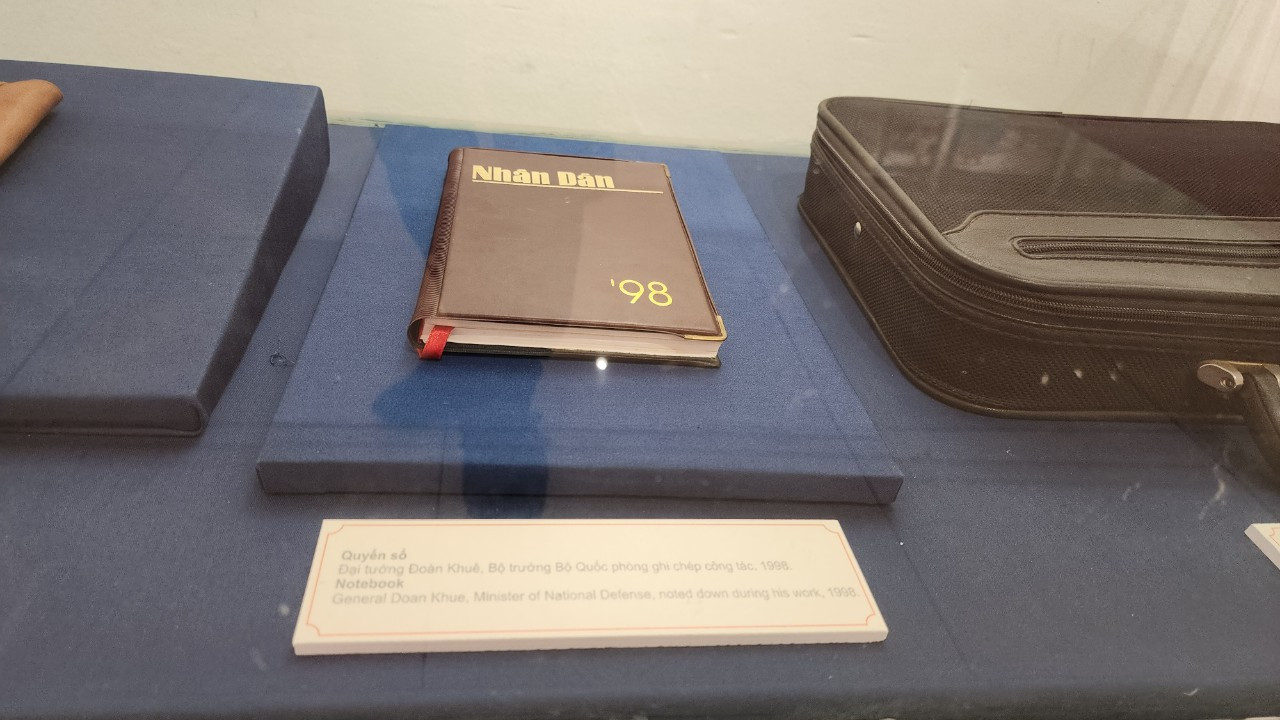 Nhân Dân
'98
Quyển sổ
Đại tướng Đoàn Khuê, Bộ trưởng Bộ Quốc phòng ghi chép công tác, 1998.
Notebook
General Doan Khue, Minister of National Defense, noted down during his work, 1998.